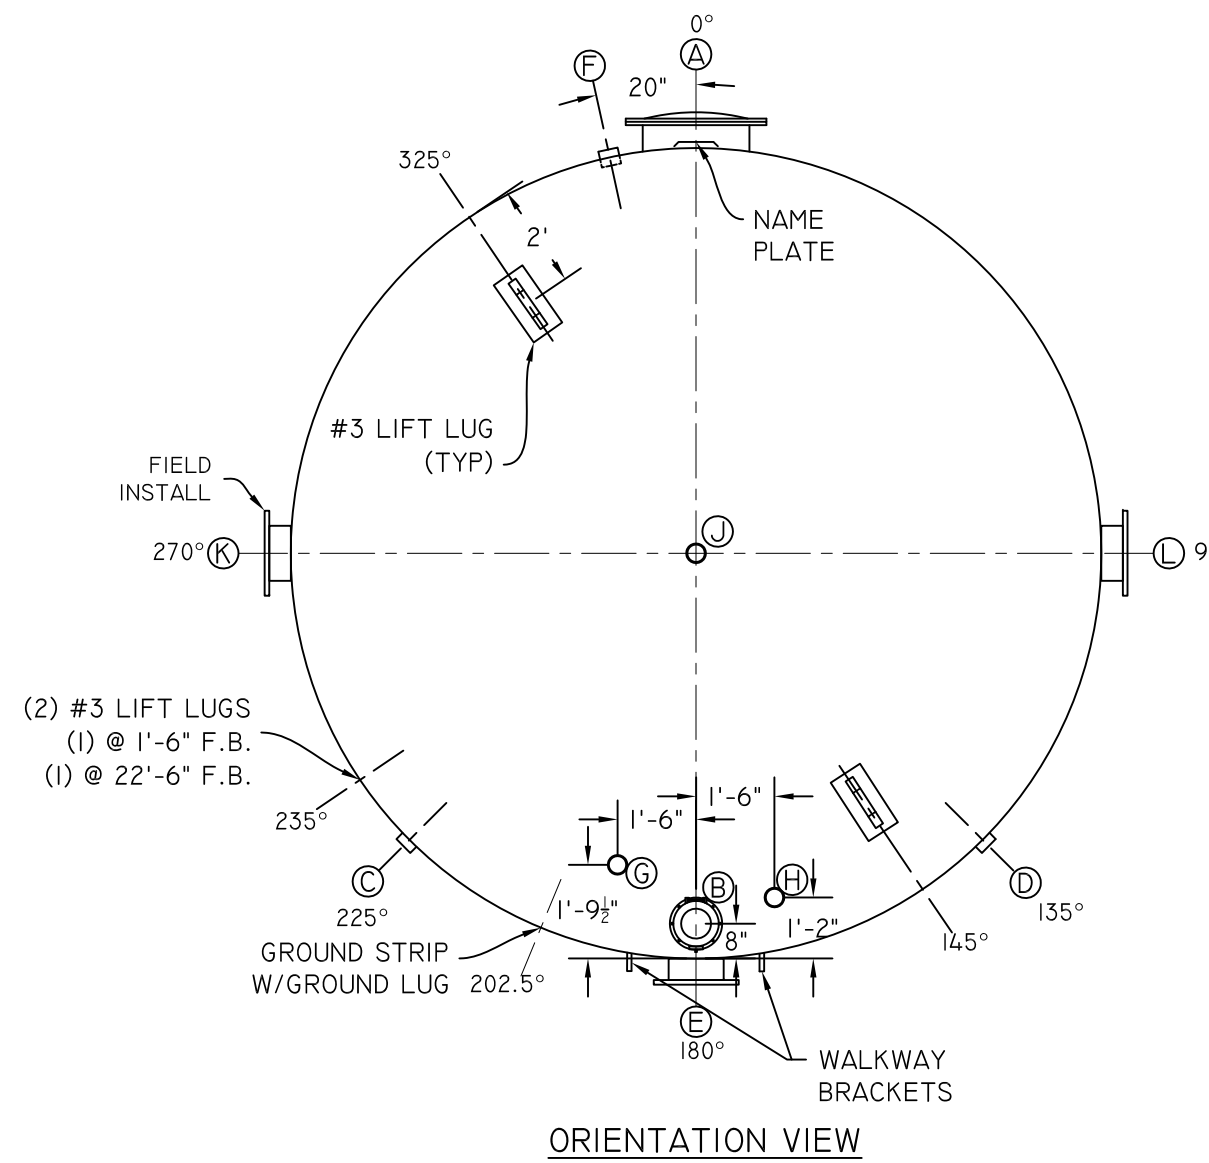 0°
A
F
20"
325°
NAME
PLATE
2'
#3 LIFT LUG
(TYP)
FIELD
INSTALL
J
270° K
L 9
(2) #3 LIFT LUGS
(1) @ 1'-6" F.B.
(1) @ 22'-6" F.B.
1'-6"
1'-6"
235°
G
B
H
C
D
225°
135°
1'-9½"
1'-2"
8"
145°
GROUND STRIP
W/GROUND LUG
202.5°
E
180°
WALKWAY
BRACKETS
ORIENTATION VIEW